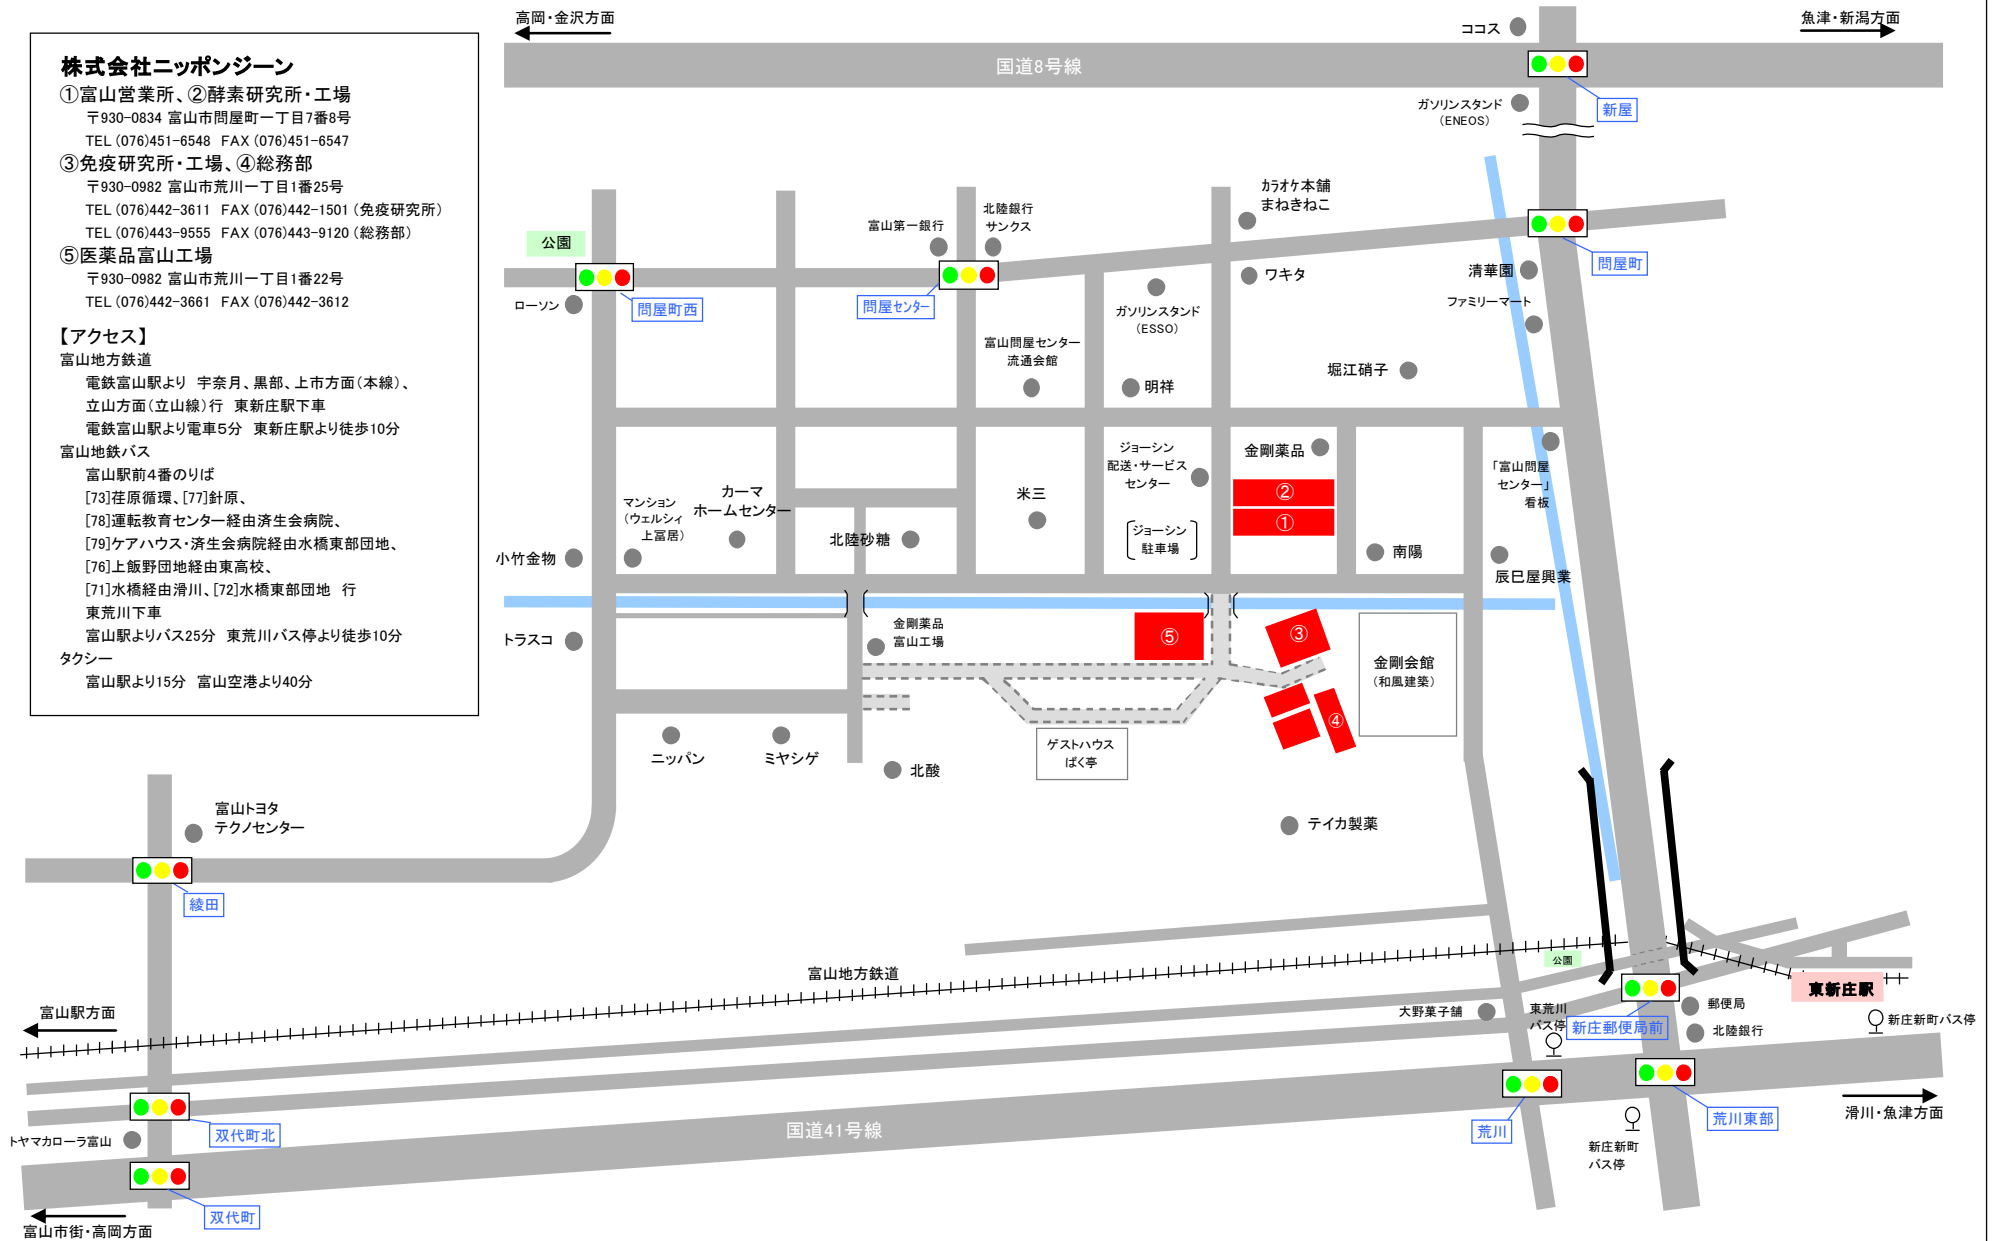 高岡・金沢方面
魚津・新潟方面
ココス
国道8号線
新屋
ガソリンスタンド
(ENEOS)
株式会社ニッポンジーン
①富山営業所、②酵素研究所・工場
〒930-0834 富山市問屋町一丁目7番8号
TEL (076)451-6548 FAX (076)451-6547
③免疫研究所・工場、④総務部
〒930-0982 富山市荒川一丁目1番25号
TEL (076)442-3611 FAX (076)442-1501 (免疫研究所)
TEL (076)443-9555 FAX (076)443-9120 (総務部)
⑤医薬品富山工場
〒930-0982 富山市荒川一丁目1番22号
TEL (076)442-3661 FAX (076)442-3612
【アクセス】
富山地方鉄道
電鉄富山駅より 宇奈月、黒部、上市方面(本線)、
立山方面(立山線)行 東新庄駅下車
電鉄富山駅より電車5分 東新庄駅より徒歩10分
富山地鉄バス
富山駅前4番のりば
[73]荏原循環、[77]針原、
[78]運転教育センター経由済生会病院、
[79]ケアハウス・済生会病院経由水橋東部団地、
[76]上飯野団地経由東高校、
[71]水橋経由滑川、[72]水橋東部団地 行
東荒川下車
富山駅よりバス25分 東荒川バス停より徒歩10分
タクシー
富山駅より15分 富山空港より40分
カラオケ本舗
まねきねこ
北陸銀行
サンクス
富山第一銀行
公園
問屋町
清華園
ワキタ
ローソン
問屋町西
問屋センター
ファミリーマート
ガソリンスタンド
(ESSO)
富山問屋センター
流通会館
堀江硝子
明祥
ジョーシン
配送・サービス
センター
金剛薬品
「富山問屋
センター」
看板
②
①
カーマ
ホームセンター
米三
マンション
(ウェルシィ
上冨居)
ジョーシン
駐車場
北陸砂糖
南陽
小竹金物
辰巳屋興業
金剛薬品
富山工場
⑤
③
トラスコ
金剛会館
(和風建築)
④
ゲストハウス
ばく亭
ニッパン
ミヤシゲ
北酸
富山トヨタ
テクノセンター
テイカ製薬
綾田
公園
富山地方鉄道
東新庄駅
富山駅方面
大野菓子舗
東荒川
バス停
新庄郵便局前
郵便局
北陸銀行
新庄新町バス停
双代町北
国道41号線
荒川
荒川東部
滑川・魚津方面
トヤマカローラ富山
新庄新町
バス停
双代町
富山市街・高岡方面